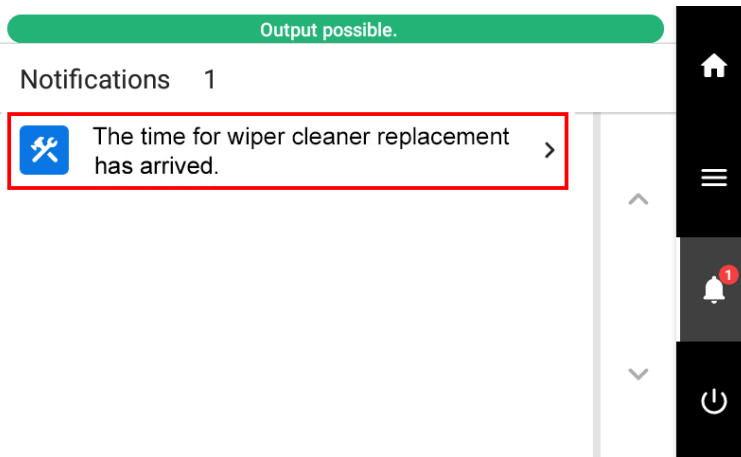 Output possible.
Notifications 1
The time for wiper cleaner replacement
has arrived.
1